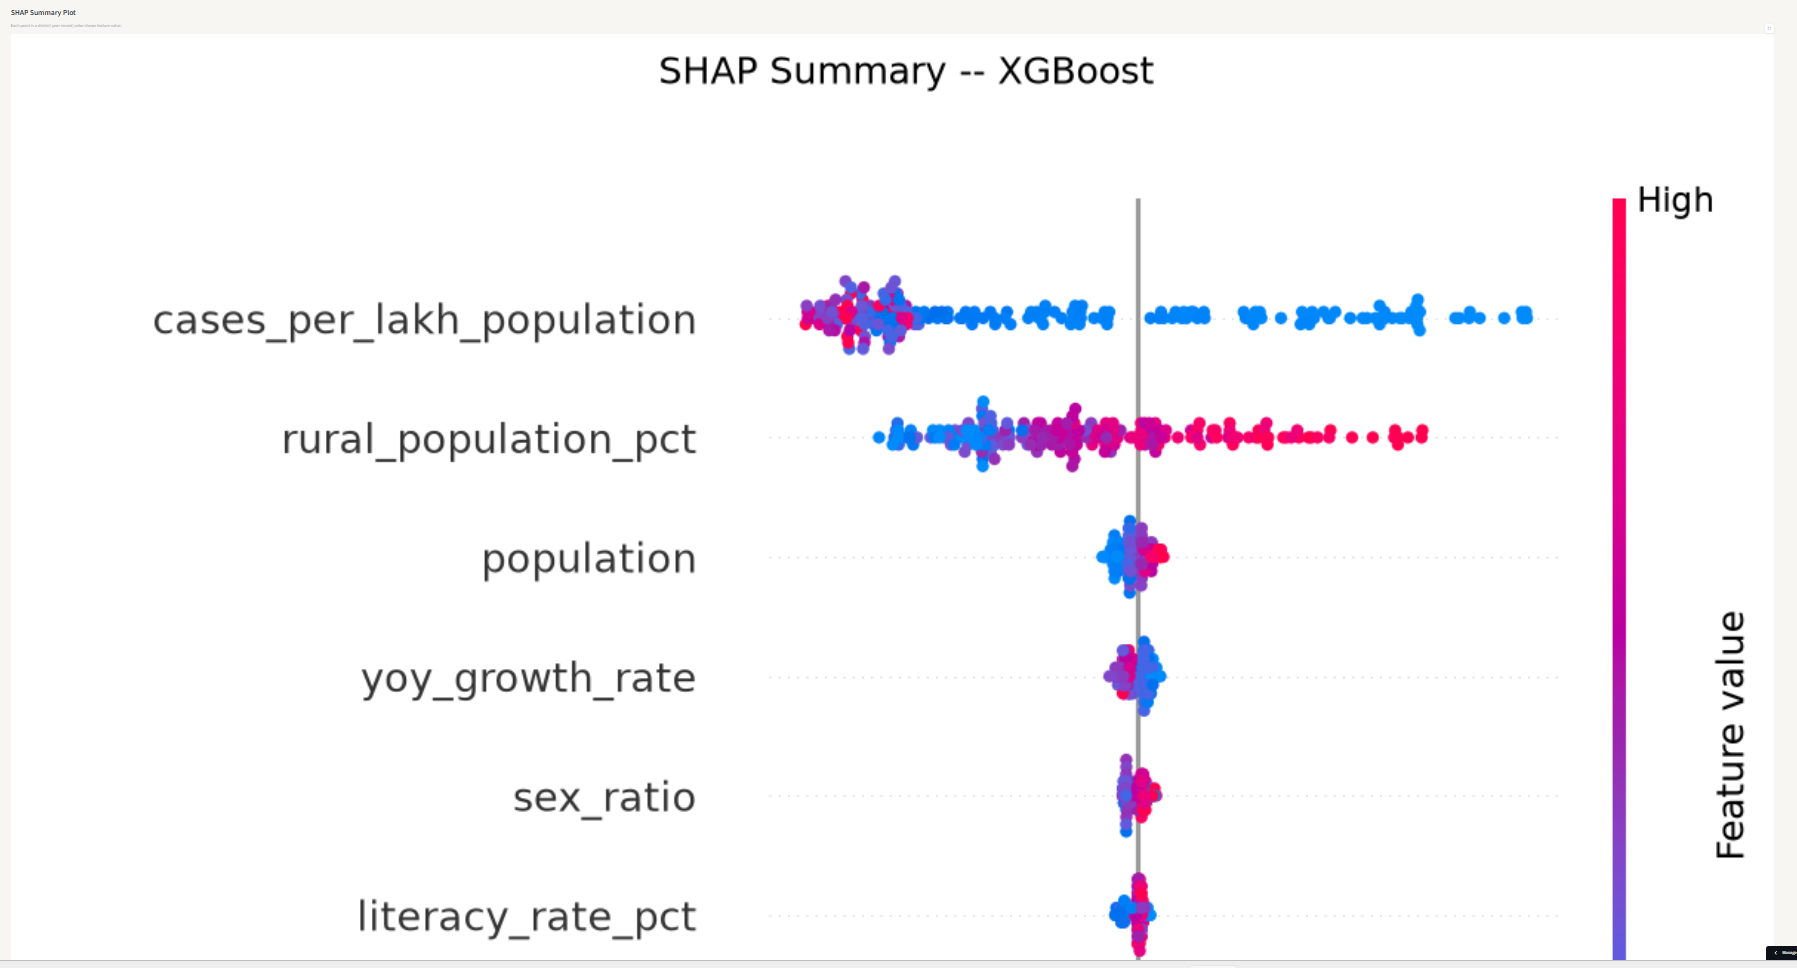 SHAP Summary Plot
SHAP Summary -- XGBoost
High
cases_per_lakh_population
rural_population_pct
population
yoy_growth_rate
sex_ratio
literacy_rate_pct
Feature value